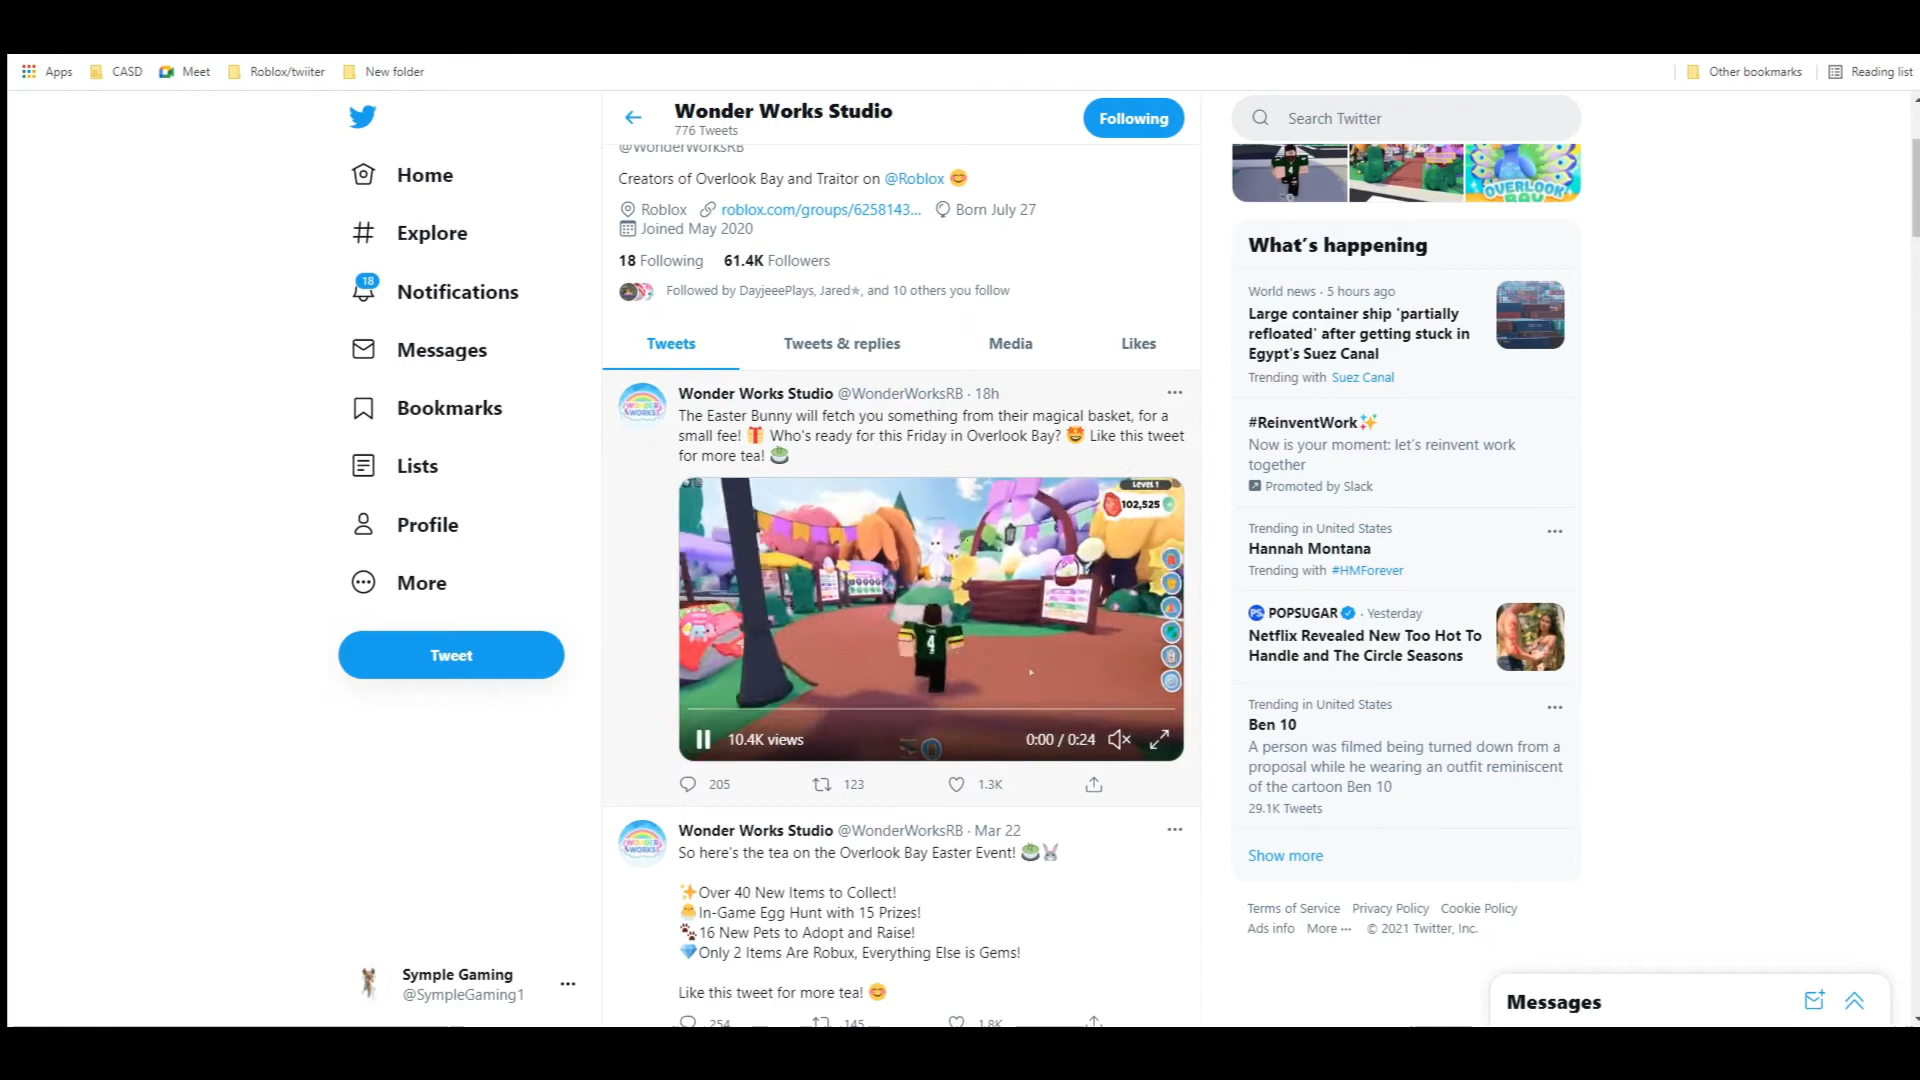 Apps CASD Meet Roblox/twiiter New folder Other bookmarks Reading list
Home
Explore
18
Notifications
Messages
Bookmarks
Lists
Profile
More
Tweet
Symple Gaming
@SympleGaming1
Wonder Works Studio
776 Tweets
Following
@WonderWorksRB
Creators of Overlook Bay and Traitor on @Roblox 😊
Roblox roblox.com/groups/6258143... Born July 27
Joined May 2020
18 Following 61.4K Followers
Followed by DayjeeePlays, Jared★, and 10 others you follow
Tweets Tweets & replies Media Likes
Wonder Works Studio @WonderWorksRB · 18h
The Easter Bunny will fetch you something from their magical basket, for a
small fee! 🎁 Who's ready for this Friday in Overlook Bay? 🤩 Like this tweet
for more tea! 🍵
Level 1
102,525
4
10.4K views 0:00 / 0:24
205 123 1.3K
Wonder Works Studio @WonderWorksRB · Mar 22
So here's the tea on the Overlook Bay Easter Event! 🍵🐰
✨Over 40 New Items to Collect!
🐣In-Game Egg Hunt with 15 Prizes!
🐾16 New Pets to Adopt and Raise!
💎Only 2 Items Are Robux, Everything Else is Gems!
Like this tweet for more tea! 😊
254 145 1.8K
Search Twitter
OVERLOOK
BAY
What's happening
World news · 5 hours ago
Large container ship 'partially
refloated' after getting stuck in
Egypt's Suez Canal
Trending with Suez Canal
#ReinventWork✨
Now is your moment: let's reinvent work
together
Promoted by Slack
Trending in United States
Hannah Montana
Trending with #HMForever
PS POPSUGAR · Yesterday
Netflix Revealed New Too Hot To
Handle and The Circle Seasons
Trending in United States
Ben 10
A person was filmed being turned down from a
proposal while he wearing an outfit reminiscent
of the cartoon Ben 10
29.1K Tweets
Show more
Terms of Service Privacy Policy Cookie Policy
Ads info More ··· © 2021 Twitter, Inc.
Messages